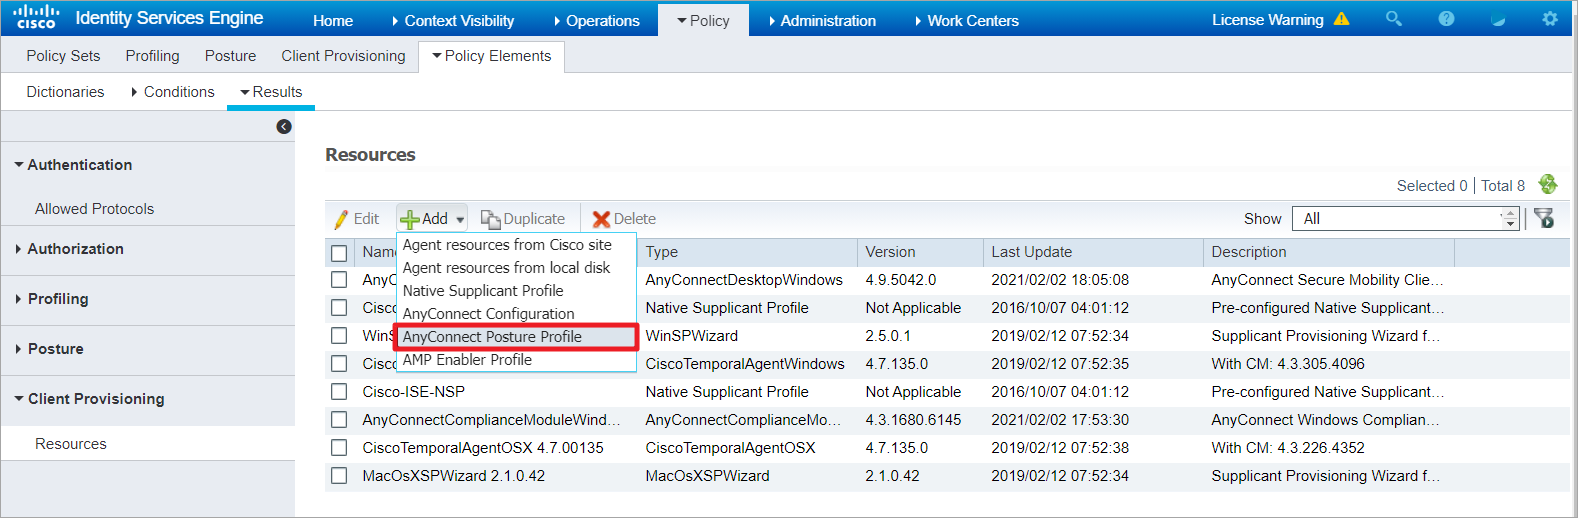 cisco Identity Services Engine Home Context Visibility Operations Policy Administration Work Centers License Warning
Policy Sets Profiling Posture Client Provisioning Policy Elements
Dictionaries Conditions Results
Authentication
Allowed Protocols
Authorization
Profiling
Posture
Client Provisioning
Resources
Resources
Selected 0 Total 8
Edit Add Duplicate Delete Show All
Agent resources from Cisco site
Agent resources from local disk
Native Supplicant Profile
AnyConnect Configuration
AnyConnect Posture Profile
AMP Enabler Profile
Type Version Last Update Description
AnyConnectDesktopWindows 4.9.5042.0 2021/02/02 18:05:08 AnyConnect Secure Mobility Clie...
Native Supplicant Profile Not Applicable 2016/10/07 04:01:12 Pre-configured Native Supplicant...
WinSPWizard 2.5.0.1 2019/02/12 07:52:34 Supplicant Provisioning Wizard f...
CiscoTemporalAgentWindows 4.7.135.0 2019/02/12 07:52:35 With CM: 4.3.305.4096
Cisco-ISE-NSP Native Supplicant Profile Not Applicable 2016/10/07 04:01:12 Pre-configured Native Supplicant...
AnyConnectComplianceModuleWind... AnyConnectComplianceMo... 4.3.1680.6145 2021/02/02 17:53:30 AnyConnect Windows Complian...
CiscoTemporalAgentOSX 4.7.00135 CiscoTemporalAgentOSX 4.7.135.0 2019/02/12 07:52:38 With CM: 4.3.226.4352
MacOsXSPWizard 2.1.0.42 MacOsXSPWizard 2.1.0.42 2019/02/12 07:52:34 Supplicant Provisioning Wizard f...